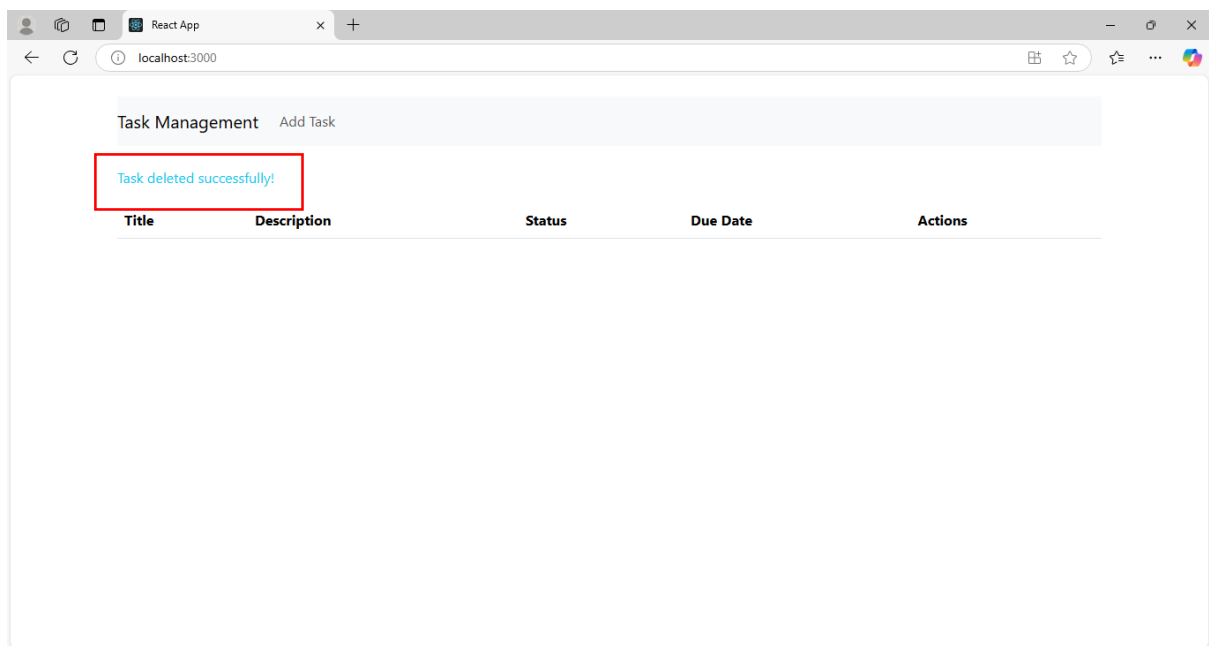 React App
localhost:3000
Task Management Add Task
Task deleted successfully!
Title Description Status Due Date Actions